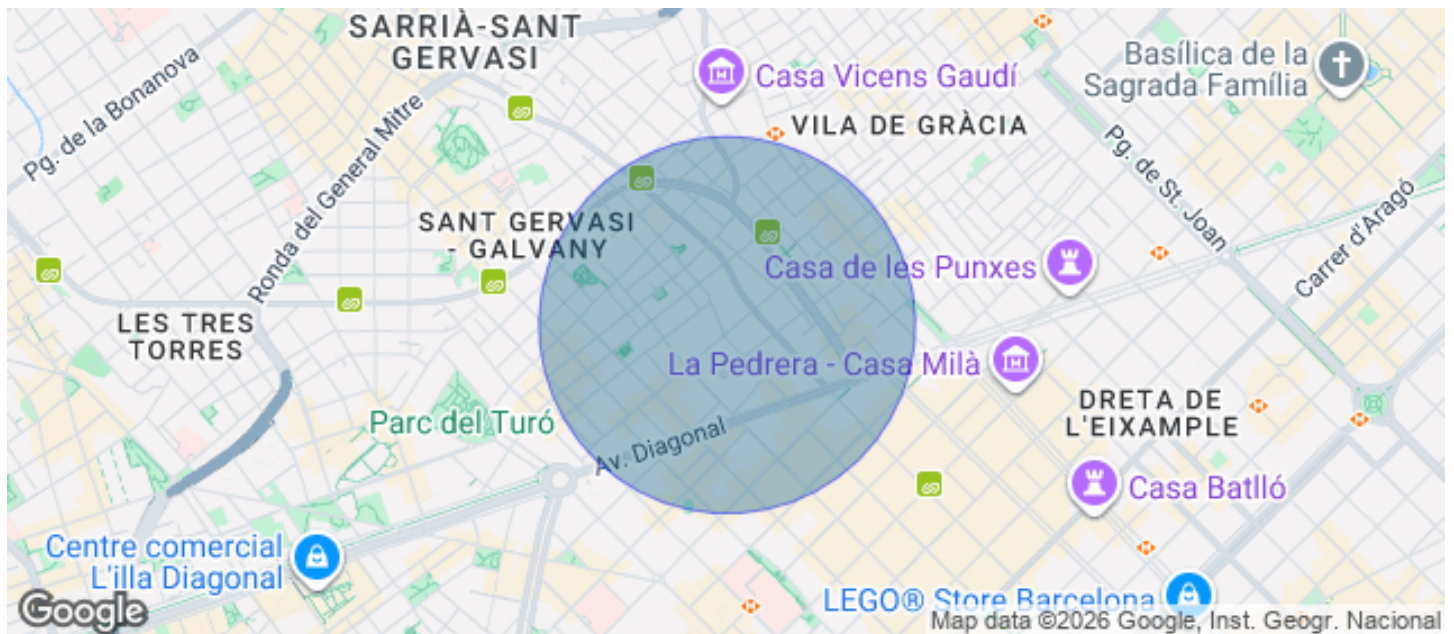 SARRIÀ-SANT
GERVASI
Pg. de la Bonanova
Ronda del General Mitre
Casa Vicens Gaudí
VILA DE GRÀCIA
Basílica de la
Sagrada Família
Pg. de St. Joan
Carrer d'Aragó
SANT GERVASI
- GALVANY
Casa de les Punxes
LES TRES
TORRES
La Pedrera - Casa Milà
Parc del Turó
Av. Diagonal
DRETA DE
L'EIXAMPLE
Casa Batlló
Centre comercial
L'illa Diagonal
LEGO® Store Barcelona
Google
Map data ©2026 Google, Inst. Geogr. Nacional